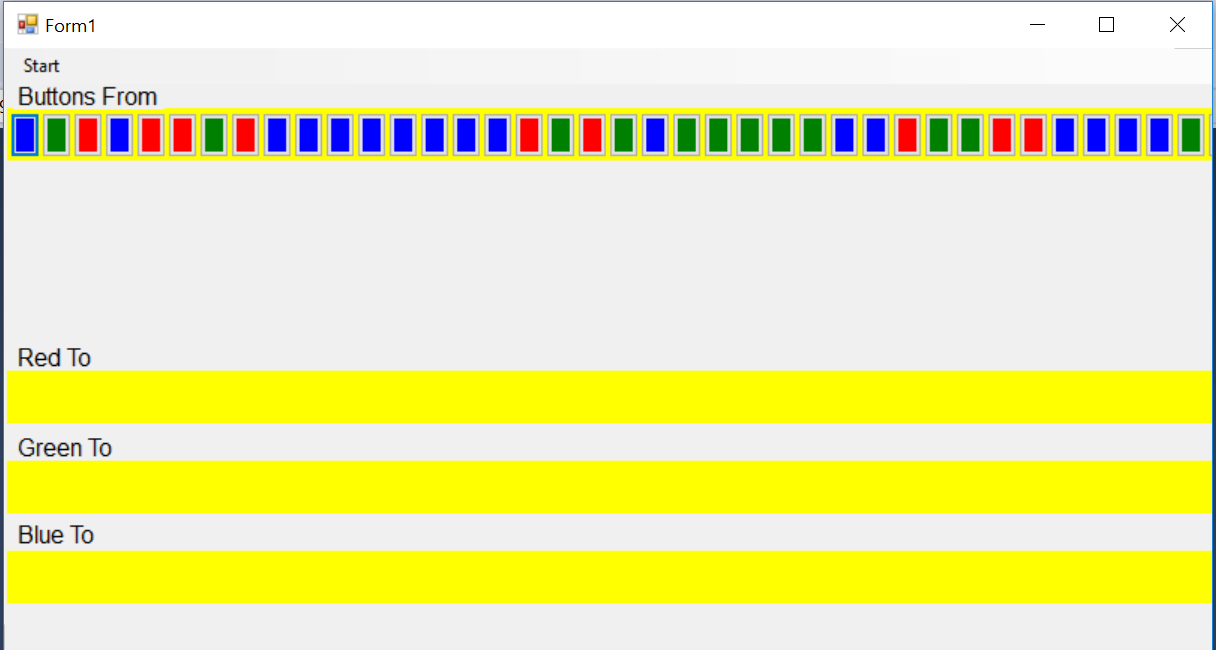 Form1
Start
Buttons From
Red To
Green To
Blue To